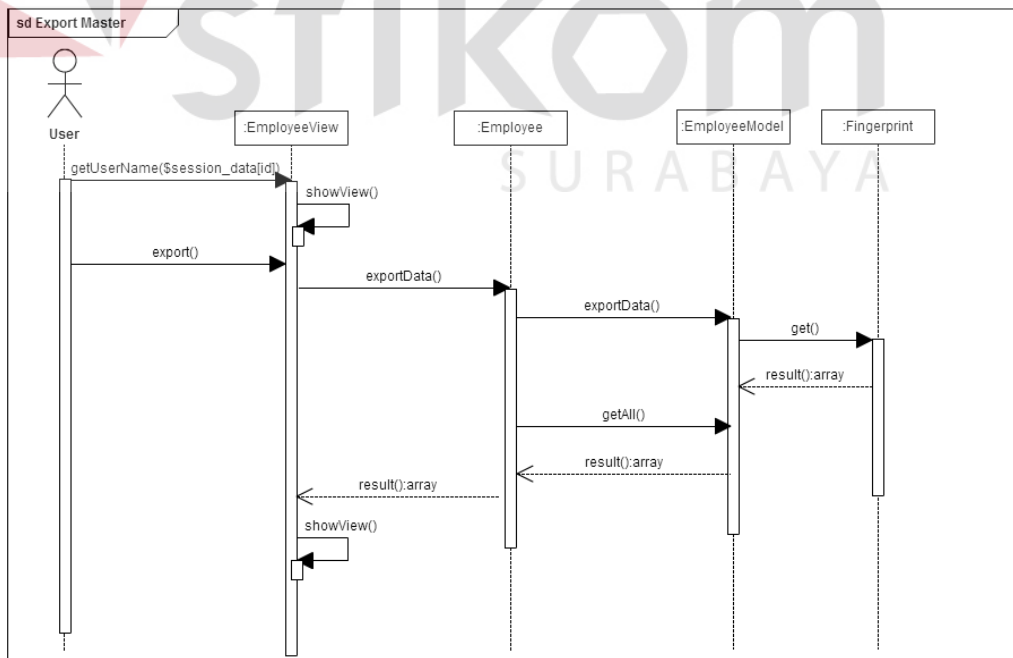 sd Export Master
STIKOM
SURABAYA
User
:EmployeeView
:Employee
:EmployeeModel
:Fingerprint
getUserName($session_data[id])
showView()
export()
exportData()
exportData()
get()
result():array
getAll()
result():array
result():array
showView()